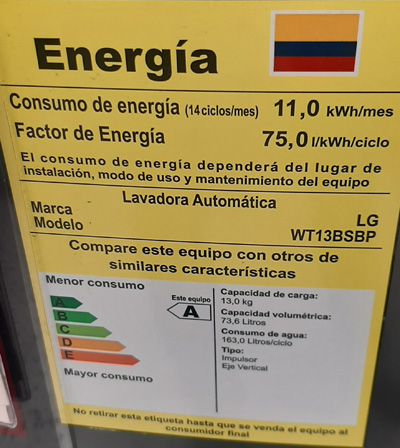 Energía
Consumo de energía (14 ciclos/mes) 11,0 kWh/mes
Factor de Energía 75,0 l/kWh/ciclo
El consumo de energía dependerá del lugar de
instalación, modo de uso y mantenimiento del equipo
Lavadora Automática
Marca LG
Modelo WT13BSBP
Compare este equipo con otros de
similares características
Menor consumo
A
B
C
D
E
Mayor consumo
Este equipo
A
Capacidad de carga:
13,0 kg
Capacidad volumétrica:
73,6 Litros
Consumo de agua:
163,0 Litros/ciclo
Tipo:
Impulsor
Eje Vertical
No retirar esta etiqueta hasta que se venda el equipo al
consumidor final